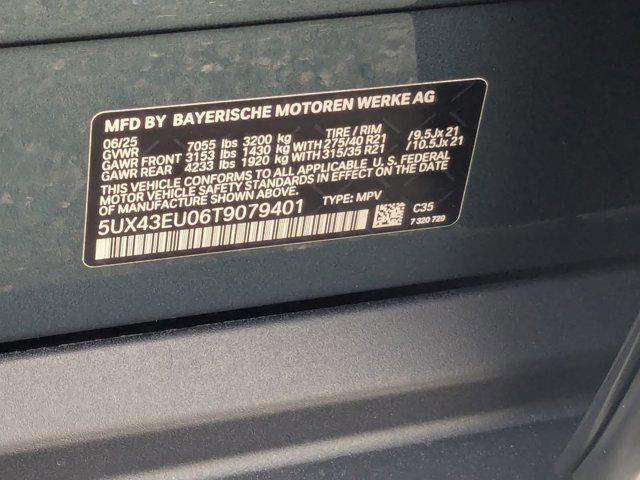 MFD BY BAYERISCHE MOTOREN WERKE AG
06/25 7055 lbs 3200 kg TIRE / RIM
GVWR
GAWR FRONT 3153 lbs 1430 kg WITH 275/40 R21 /9.5Jx21
GAWR REAR 4233 lbs 1920 kg WITH 315/35 R21 /10.5Jx21
THIS VEHICLE CONFORMS TO ALL APPLICABLE U.S. FEDERAL
MOTOR VEHICLE SAFETY STANDARDS IN EFFECT ON THE DATE
OF MANUFACTURE SHOWN ABOVE.
5UX43EU06T9079401 TYPE: MPV
C35
7 320 729